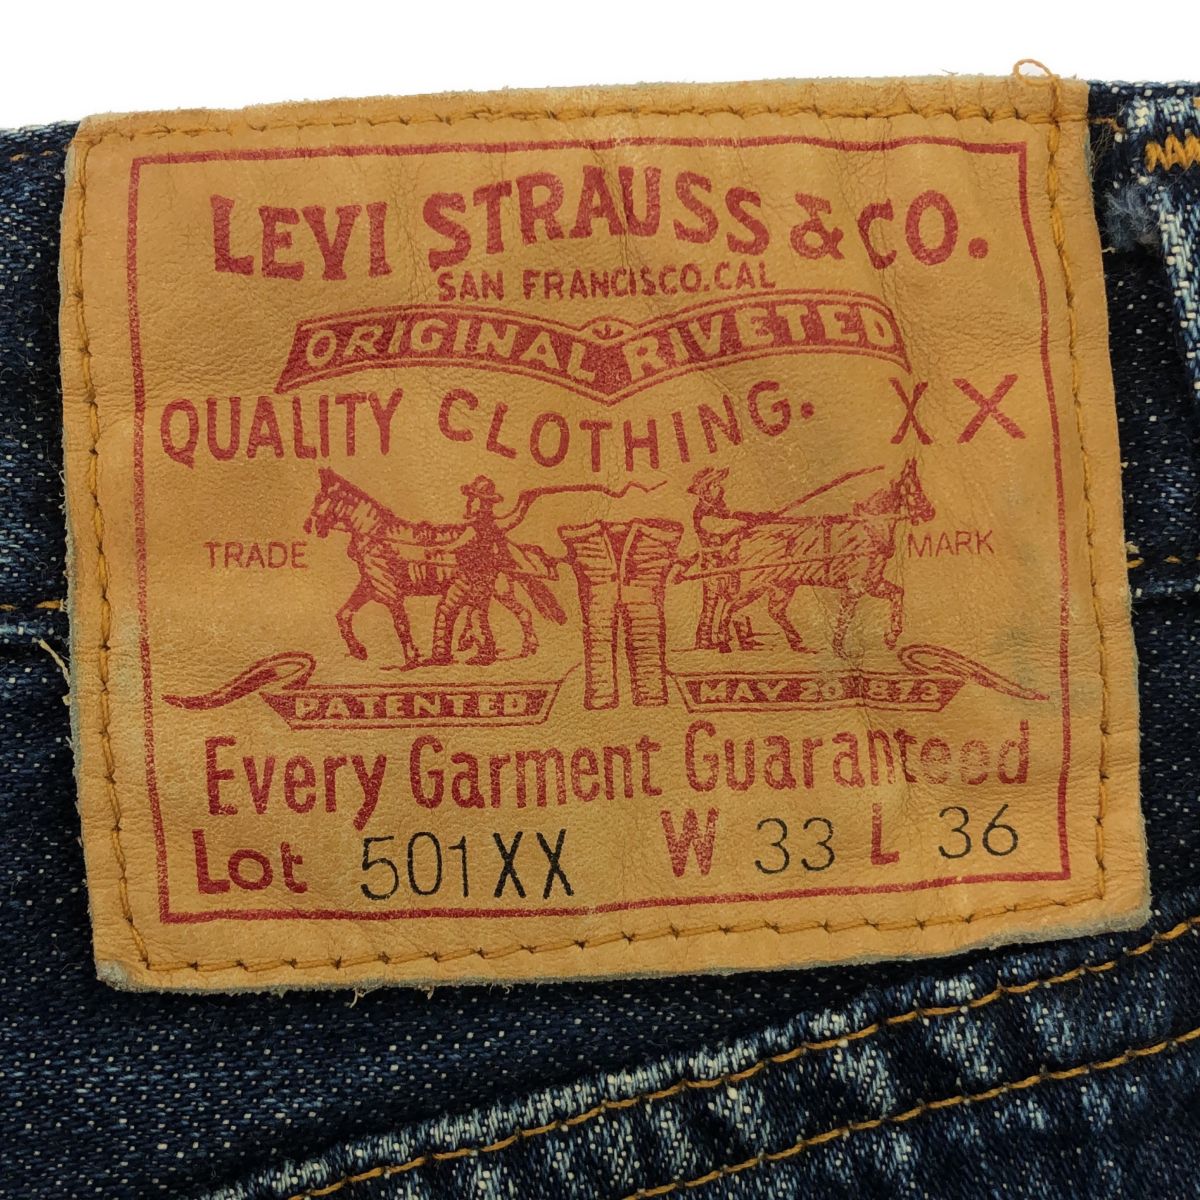 LEVI STRAUSS & CO.
SAN FRANCISCO.CAL
ORIGINAL RIVETED
QUALITY CLOTHING. XX
TRADE MARK
PATENTED MAY 20 1873
Every Garment Guaranteed
Lot 501XX W 33 L 36